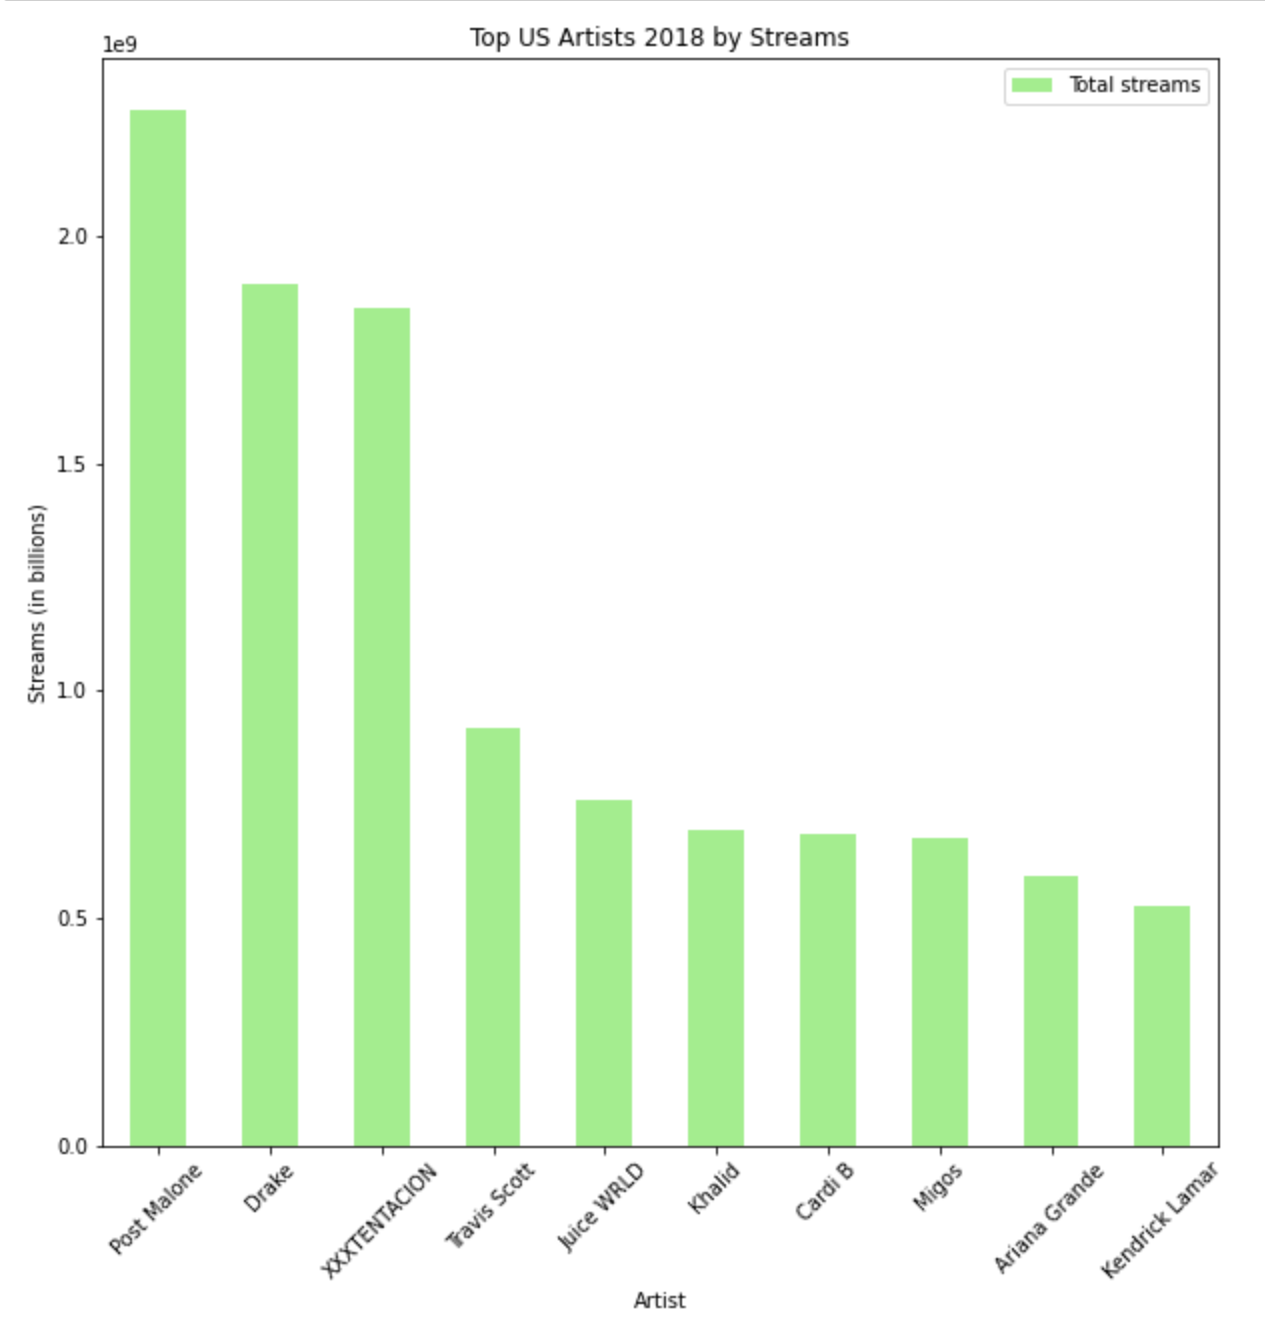 Top US Artists 2018 by Streams
1e9
Total streams
2.0
1.5
1.0
0.5
0.0
Streams (in billions)
Post Malone
Drake
XXXTENTACION
Travis Scott
Juice WRLD
Khalid
Cardi B
Migos
Ariana Grande
Kendrick Lamar
Artist